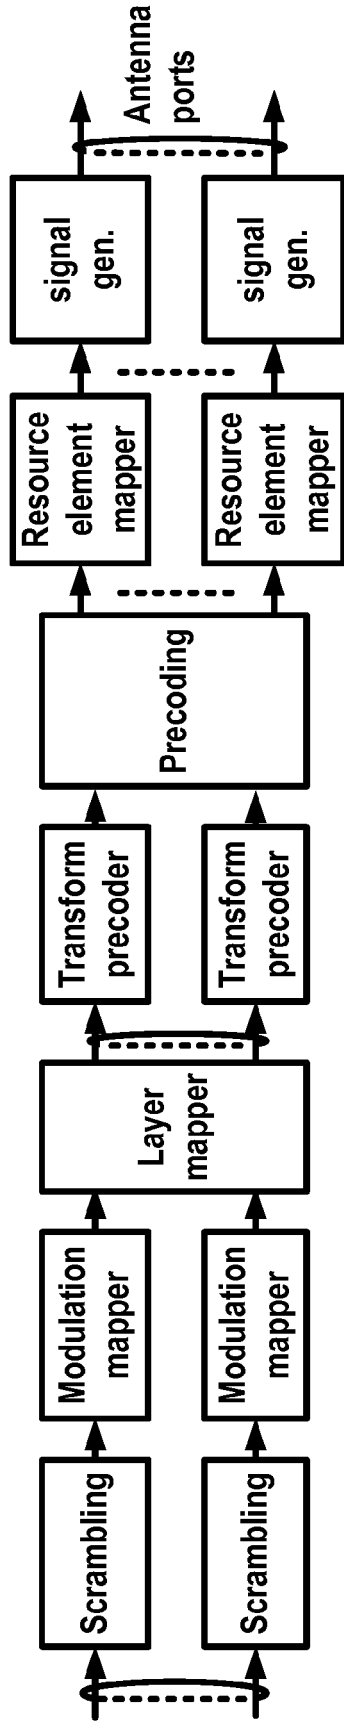 Scrambling
Scrambling
Modulation
mapper
Modulation
mapper
Layer
mapper
Transform
precoder
Transform
precoder
Precoding
Resource
element
mapper
Resource
element
mapper
signal
gen.
signal
gen.
Antenna
ports